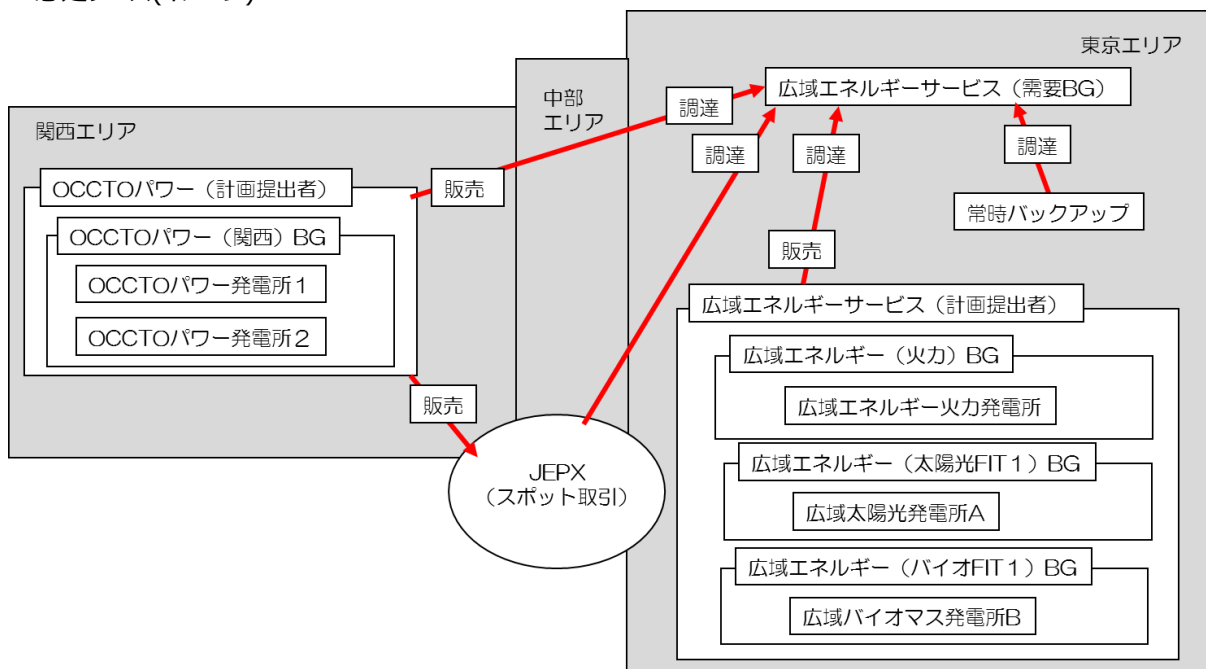 東京エリア
広域エネルギーサービス（需要BG）
中部
エリア
調達
関西エリア
調達
調達
調達
OCCTOパワー（計画提出者）
販売
常時バックアップ
OCCTOパワー（関西）BG
販売
OCCTOパワー発電所1
広域エネルギーサービス（計画提出者）
OCCTOパワー発電所2
広域エネルギー（火力）BG
販売
広域エネルギー火力発電所
JEPX
（スポット取引）
広域エネルギー（太陽光FIT1）BG
広域太陽光発電所A
広域エネルギー（バイオFIT1）BG
広域バイオマス発電所B